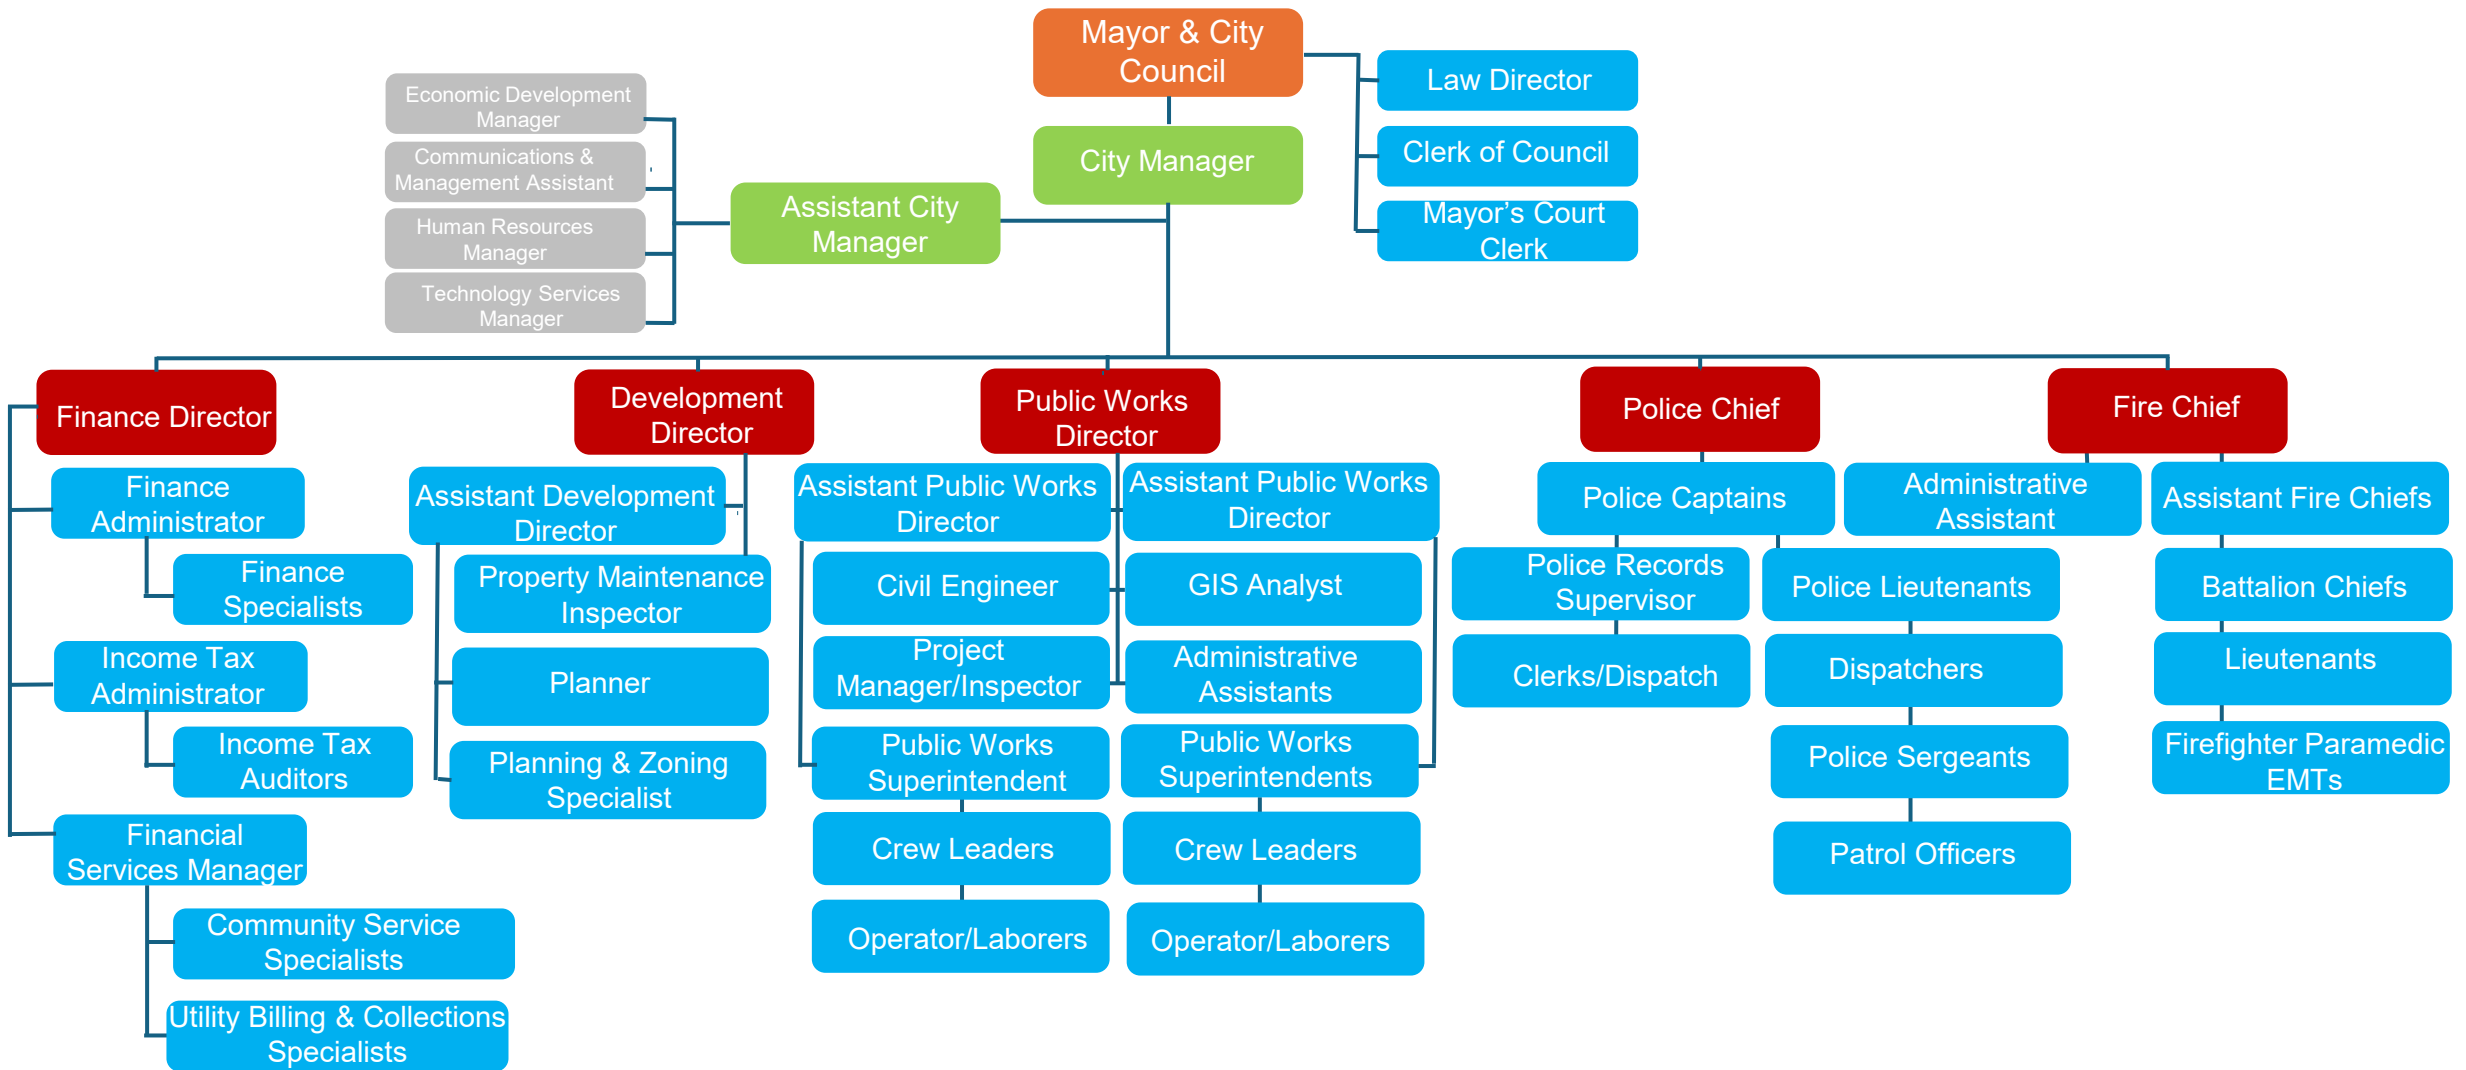 Mayor & City
Council
Law Director
Clerk of Council
Mayor’s Court
Clerk
City Manager
Assistant City
Manager
Economic Development
Manager
Communications &
Management Assistant
Human Resources
Manager
Technology Services
Manager
Finance Director
Finance
Administrator
Finance
Specialists
Income Tax
Administrator
Income Tax
Auditors
Financial
Services Manager
Community Service
Specialists
Utility Billing & Collections
Specialists
Development
Director
Assistant Development
Director
Property Maintenance
Inspector
Planner
Planning & Zoning
Specialist
Public Works
Director
Assistant Public Works
Director
Civil Engineer
Project
Manager/Inspector
Public Works
Superintendent
Crew Leaders
Operator/Laborers
Assistant Public Works
Director
GIS Analyst
Administrative
Assistants
Public Works
Superintendents
Crew Leaders
Operator/Laborers
Police Chief
Police Captains
Police Records
Supervisor
Clerks/Dispatch
Police Lieutenants
Dispatchers
Police Sergeants
Patrol Officers
Fire Chief
Administrative
Assistant
Assistant Fire Chiefs
Battalion Chiefs
Lieutenants
Firefighter Paramedic
EMTs